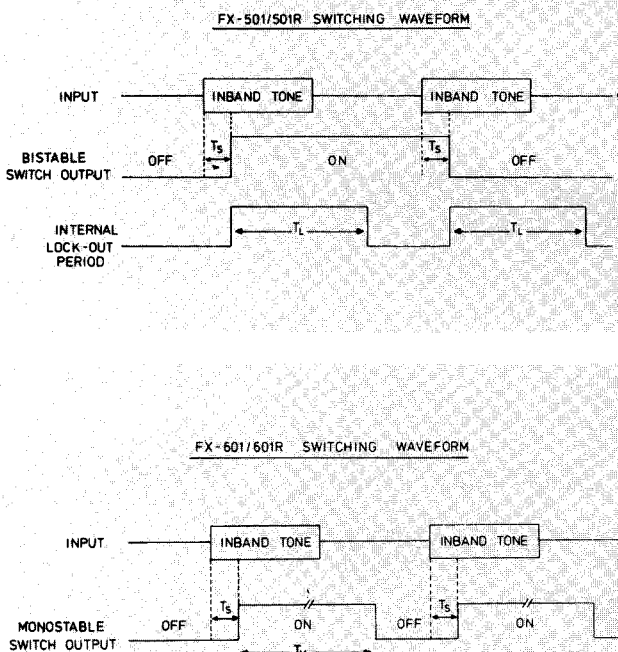 FX-501/501R SWITCHING WAVEFORM
INPUT
INBAND TONE
INBAND TONE
BISTABLE
SWITCH OUTPUT
OFF
TS
ON
TS
OFF
INTERNAL
LOCK-OUT
PERIOD
TL
TL
FX-601/601R SWITCHING WAVEFORM
INPUT
INBAND TONE
INBAND TONE
MONOSTABLE
SWITCH OUTPUT
OFF
TS
ON
OFF
TS
ON